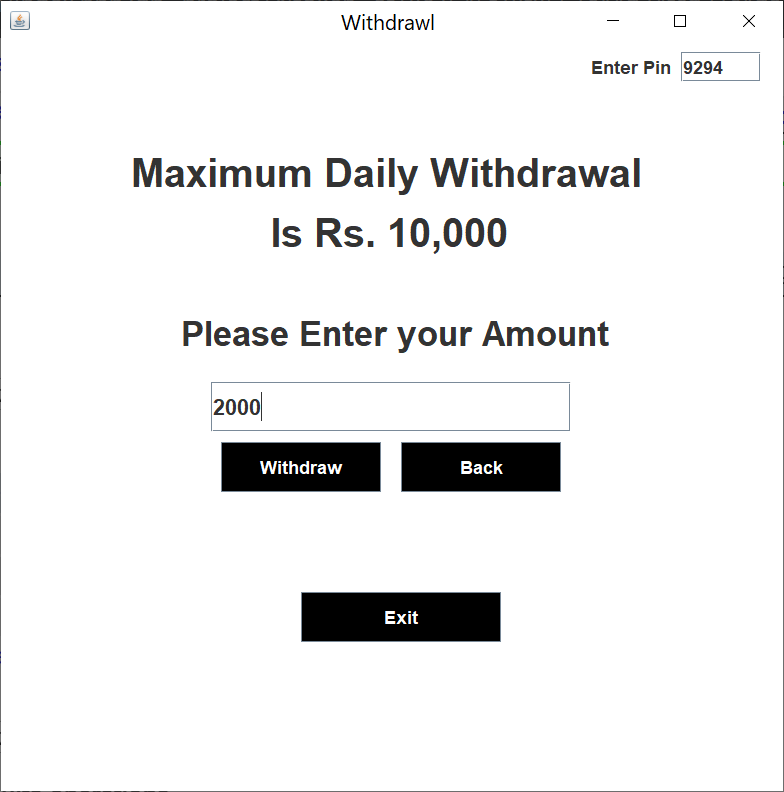 Withdrawl
Enter Pin 9294
Maximum Daily Withdrawal
Is Rs. 10,000
Please Enter your Amount
2000
Withdraw Back
Exit